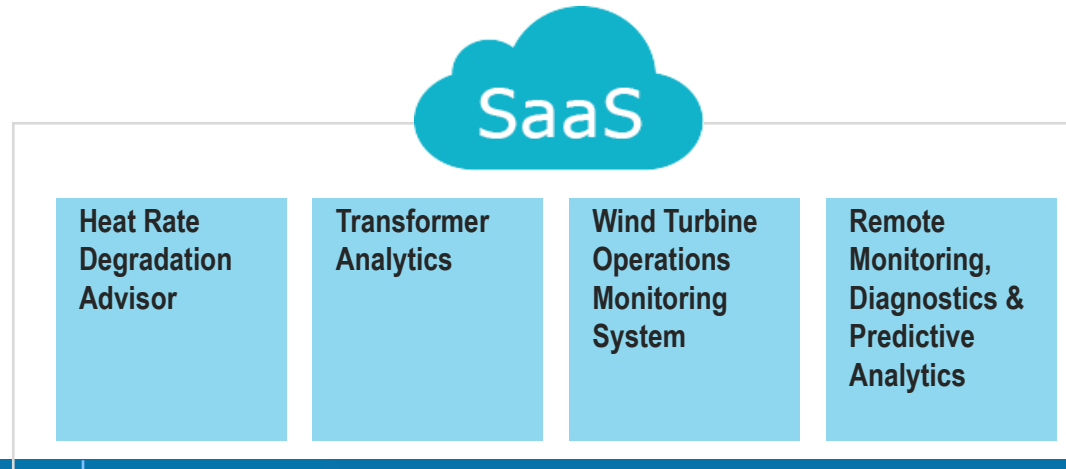 SaaS
Heat Rate
Degradation
Advisor
Transformer
Analytics
Wind Turbine
Operations
Monitoring
System
Remote
Monitoring,
Diagnostics &
Predictive
Analytics